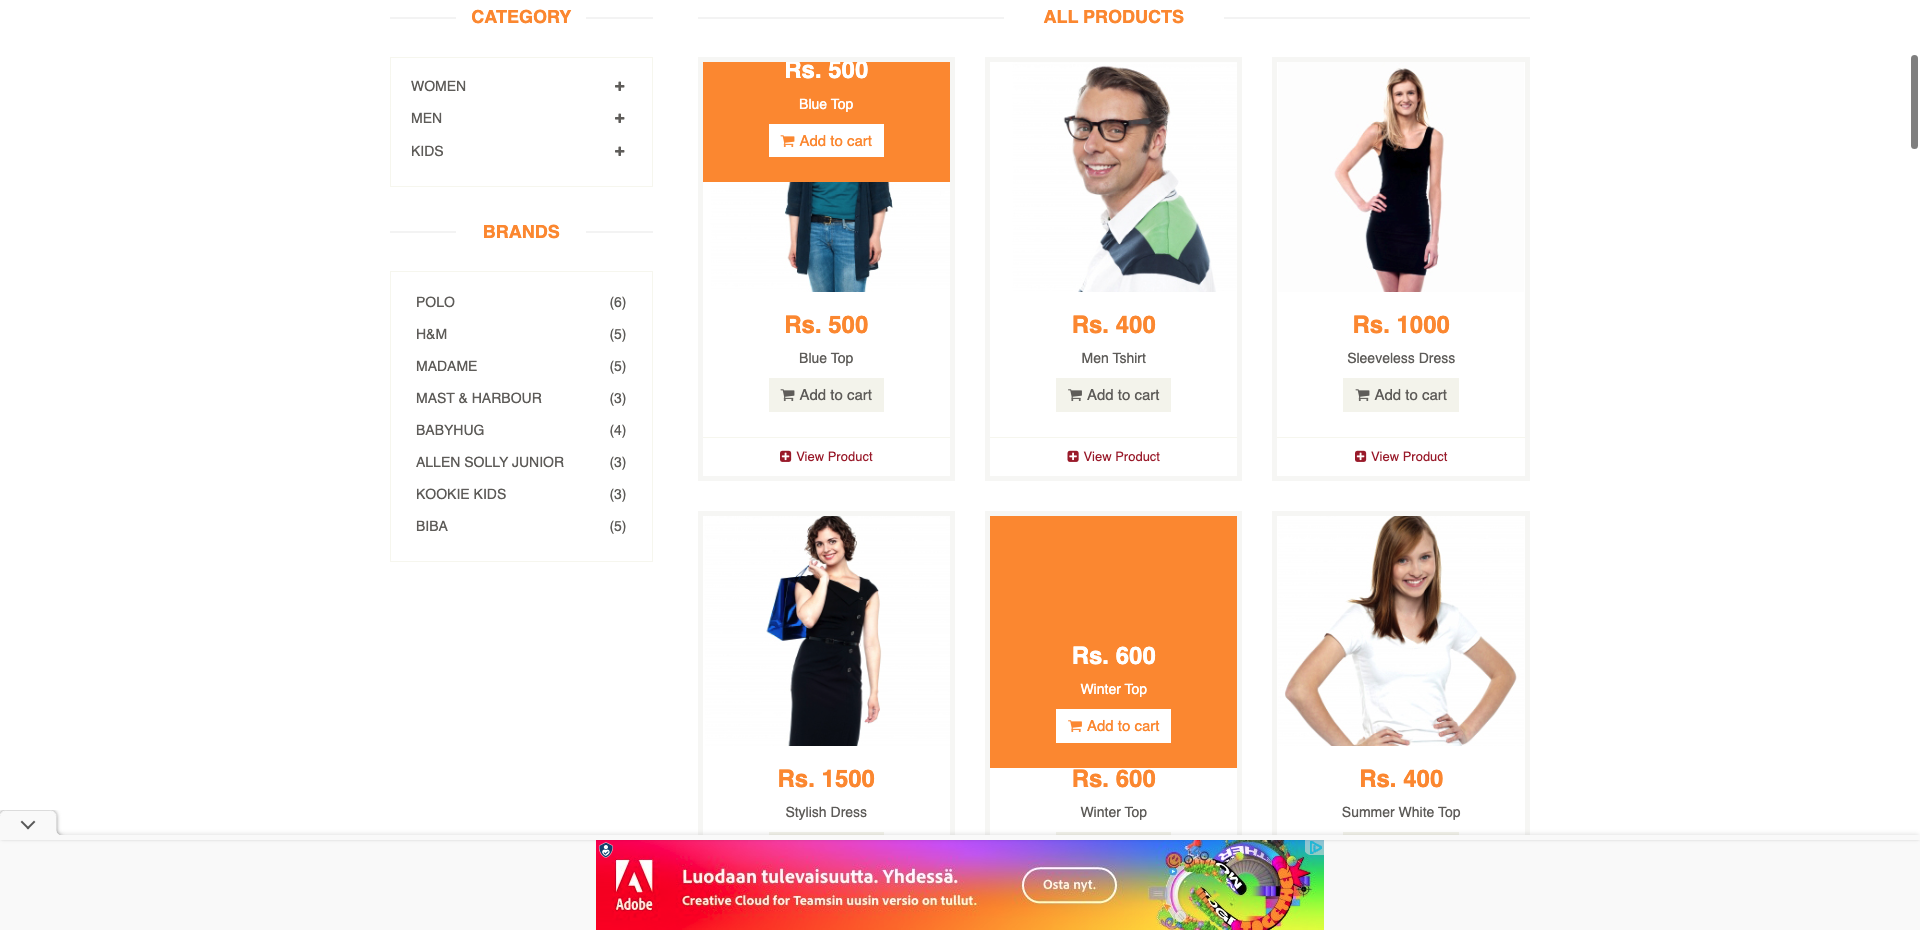 CATEGORY
WOMEN
MEN
KIDS
BRANDS
POLO (6)
H&M (5)
MADAME (5)
MAST & HARBOUR (3)
BABYHUG (4)
ALLEN SOLLY JUNIOR (3)
KOOKIE KIDS (3)
BIBA (5)
ALL PRODUCTS
Rs. 500
Blue Top
Add to cart
Rs. 500
Blue Top
Add to cart
View Product
Rs. 400
Men Tshirt
Add to cart
View Product
Rs. 1000
Sleeveless Dress
Add to cart
View Product
Rs. 1500
Stylish Dress
Rs. 600
Winter Top
Add to cart
Rs. 600
Winter Top
Rs. 400
Summer White Top
Adobe
Luodaan tulevaisuutta. Yhdessä.
Creative Cloud for Teamsin uusin versio on tullut.
Osta nyt.